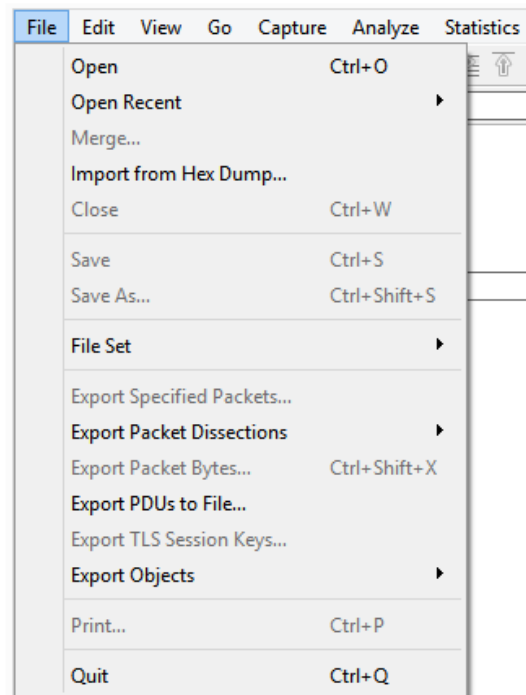 File Edit View Go Capture Analyze Statistics
Open Ctrl+O
Open Recent
Merge...
Import from Hex Dump...
Close Ctrl+W
Save Ctrl+S
Save As... Ctrl+Shift+S
File Set
Export Specified Packets...
Export Packet Dissections
Export Packet Bytes... Ctrl+Shift+X
Export PDUs to File...
Export TLS Session Keys...
Export Objects
Print... Ctrl+P
Quit Ctrl+Q